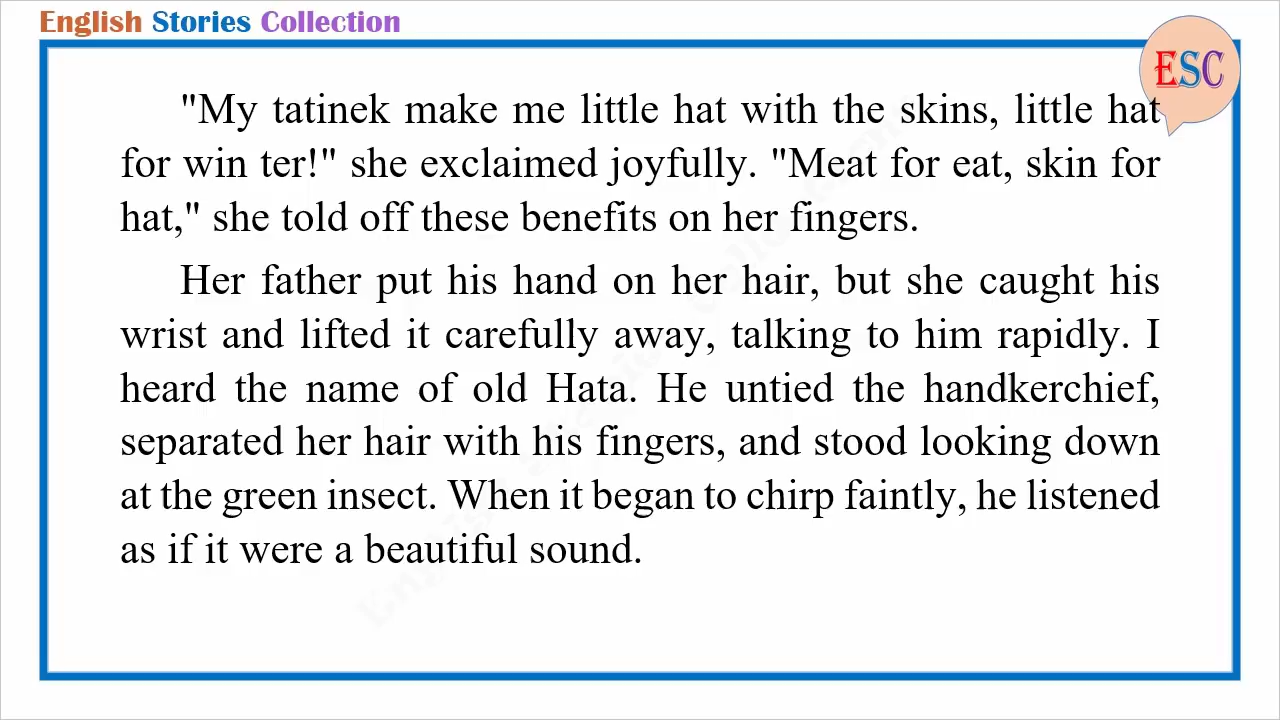 English Stories Collection
ESC
"My tatinek make me little hat with the skins, little hat
for win ter!" she exclaimed joyfully. "Meat for eat, skin for
hat," she told off these benefits on her fingers.
Her father put his hand on her hair, but she caught his
wrist and lifted it carefully away, talking to him rapidly. I
heard the name of old Hata. He untied the handkerchief,
separated her hair with his fingers, and stood looking down
at the green insect. When it began to chirp faintly, he listened
as if it were a beautiful sound.